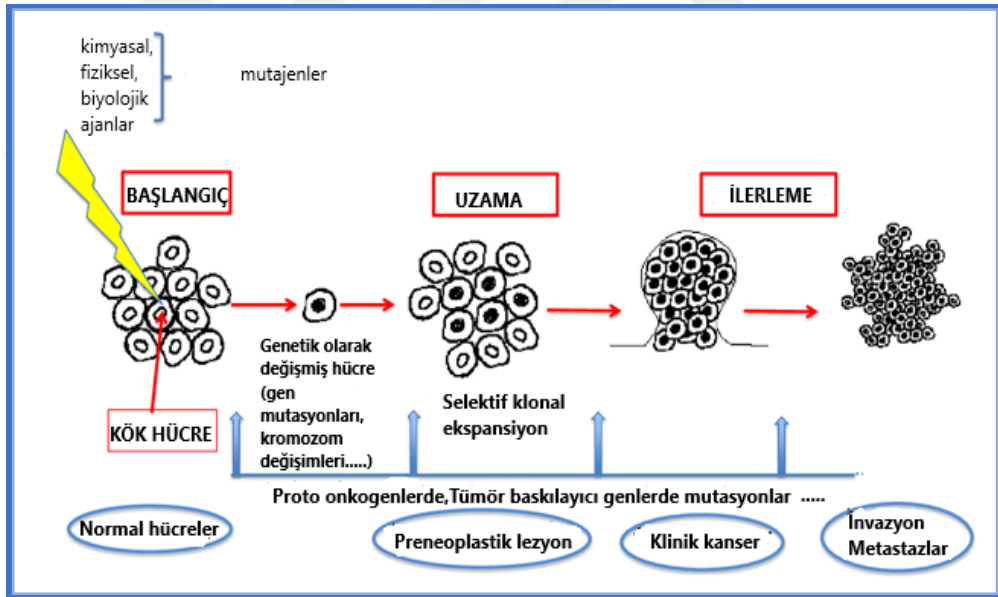 kimyasal,
fiziksel,
biyolojik
ajanlar
mutajenler
BAŞLANGIÇ
UZAMA
İLERLEME
KÖK HÜCRE
Genetik olarak
değişmiş hücre
(gen
mutasyonları,
kromozom
değişimleri.....)
Selektif klonal
ekspansiyon
Proto onkogenlerde,Tümör baskılayıcı genlerde mutasyonlar .....
Normal hücreler
Preneoplastik lezyon
Klinik kanser
İnvazyon
Metastazlar